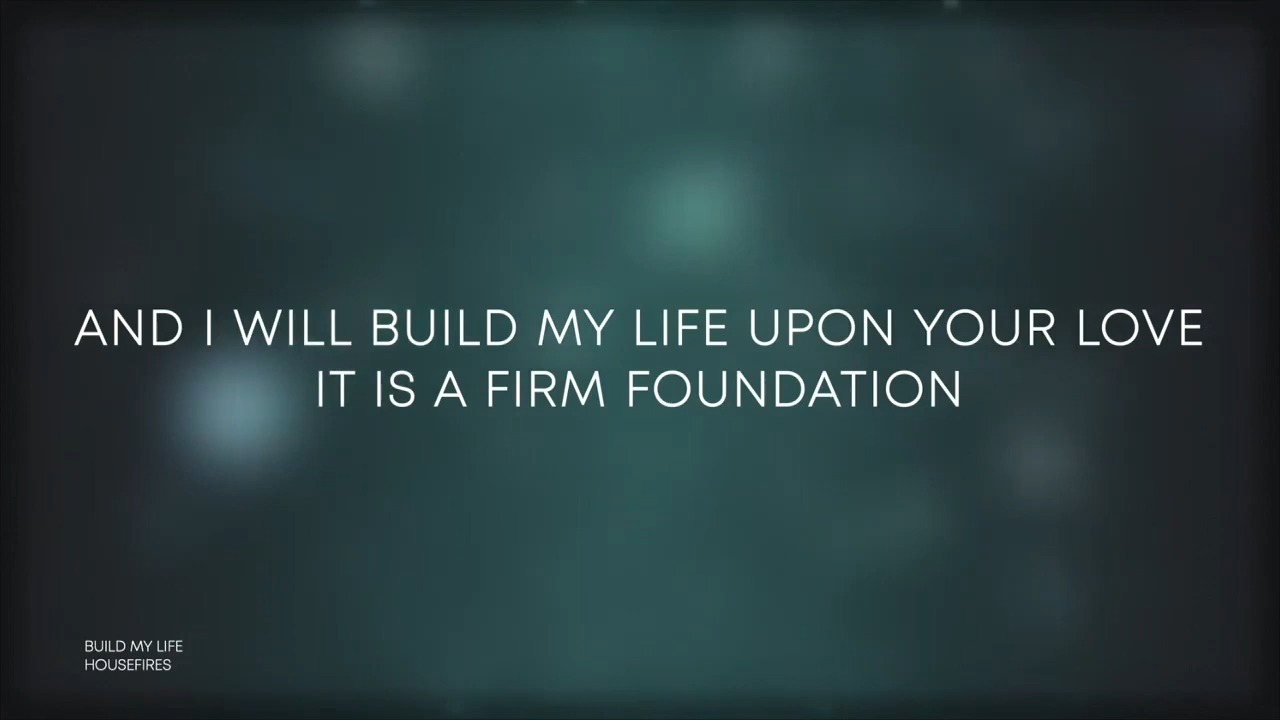 AND I WILL BUILD MY LIFE UPON YOUR LOVE
IT IS A FIRM FOUNDATION
BUILD MY LIFE
HOUSEFIRES